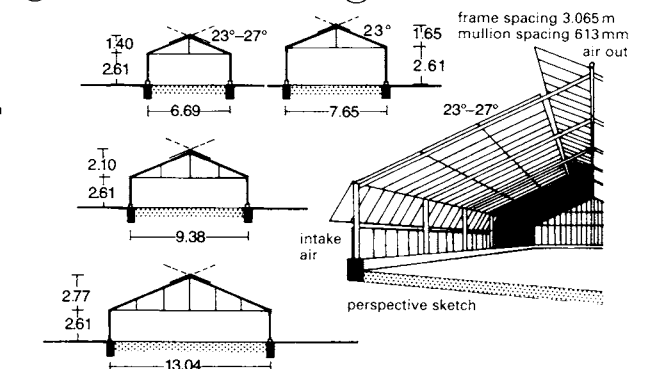 frame spacing 3.065 m
mullion spacing 613 mm
air out
1.40
2.61
23°–27°
6.69
23°
1.65
2.61
7.65
23°–27°
2.10
2.61
9.38
intake
air
perspective sketch
2.77
2.61
13.04